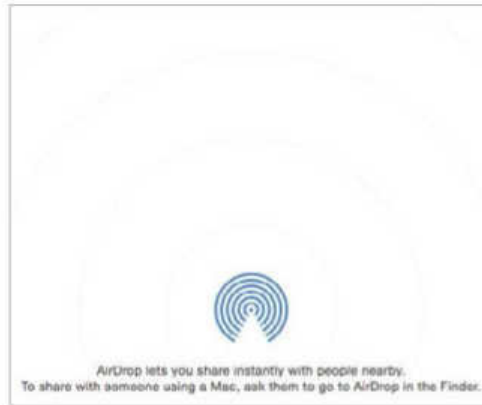 AirDrop lets you share instantly with people nearby.
To share with someone using a Mac, ask them to go to AirDrop in the Finder.